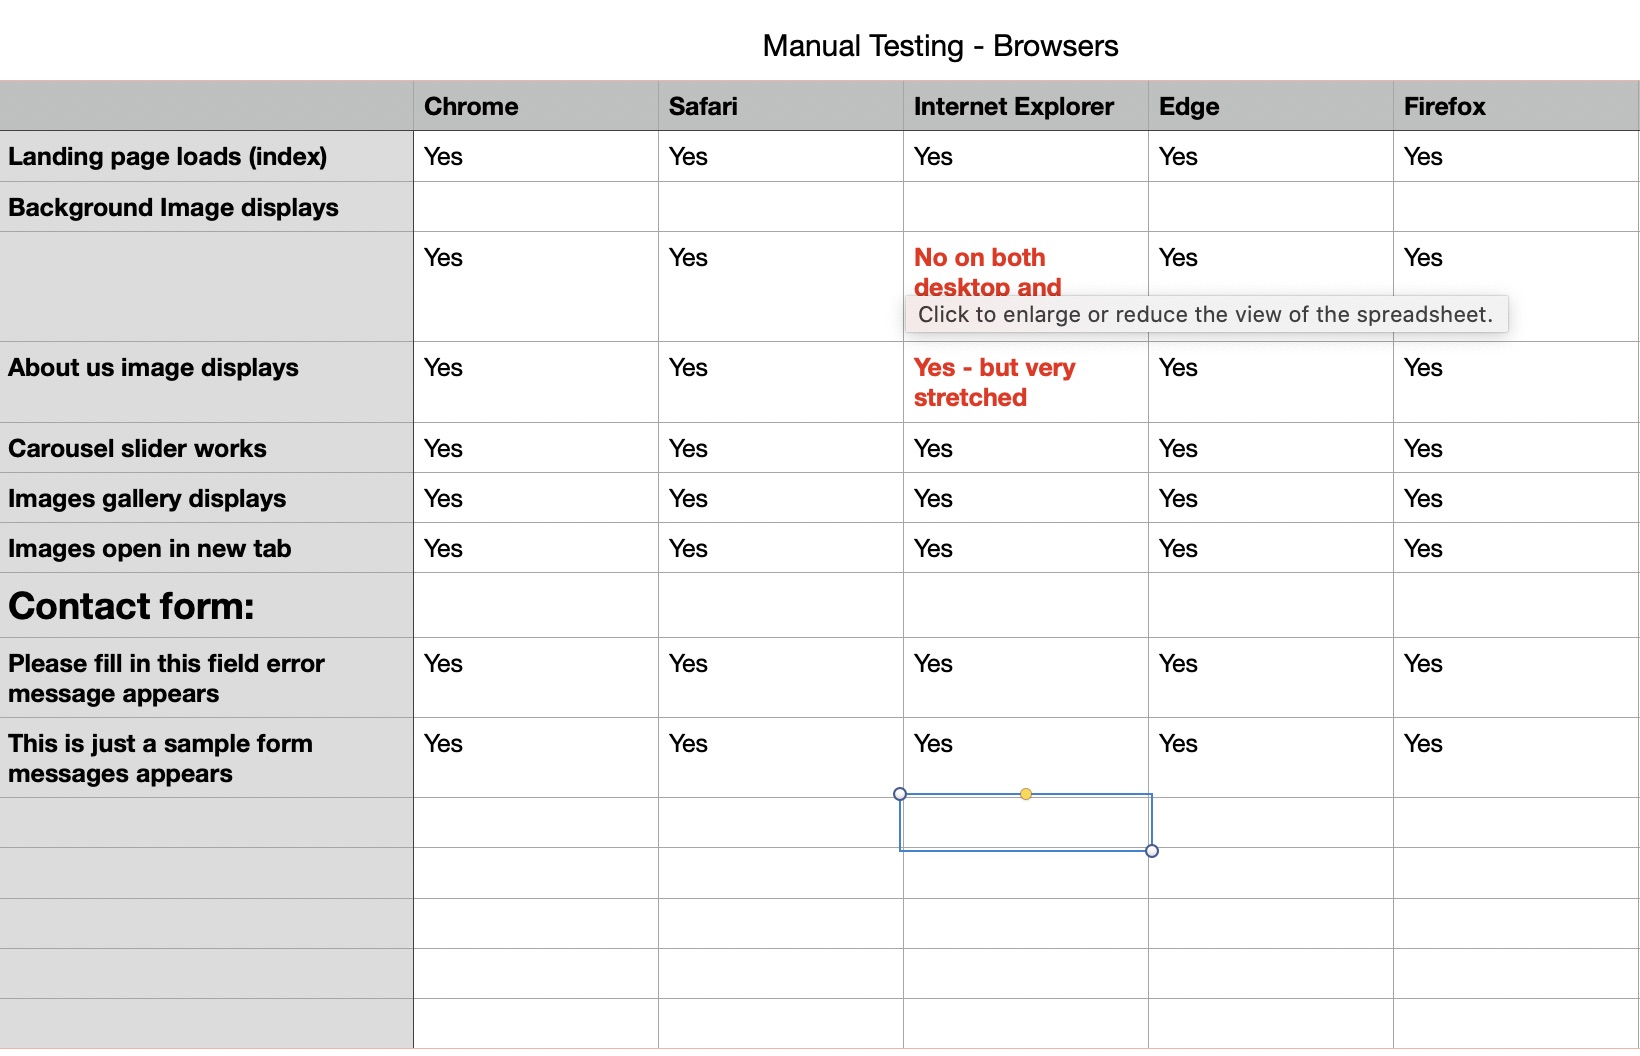 Manual Testing - Browsers
Chrome Safari Internet Explorer Edge Firefox
Landing page loads (index) Yes Yes Yes Yes Yes
Background Image displays
Yes Yes No on both Yes Yes
desktop and
Click to enlarge or reduce the view of the spreadsheet.
About us image displays Yes Yes Yes - but very Yes Yes
stretched
Carousel slider works Yes Yes Yes Yes Yes
Images gallery displays Yes Yes Yes Yes Yes
Images open in new tab Yes Yes Yes Yes Yes
Contact form:
Please fill in this field error Yes Yes Yes Yes Yes
message appears
This is just a sample form Yes Yes Yes Yes Yes
messages appears